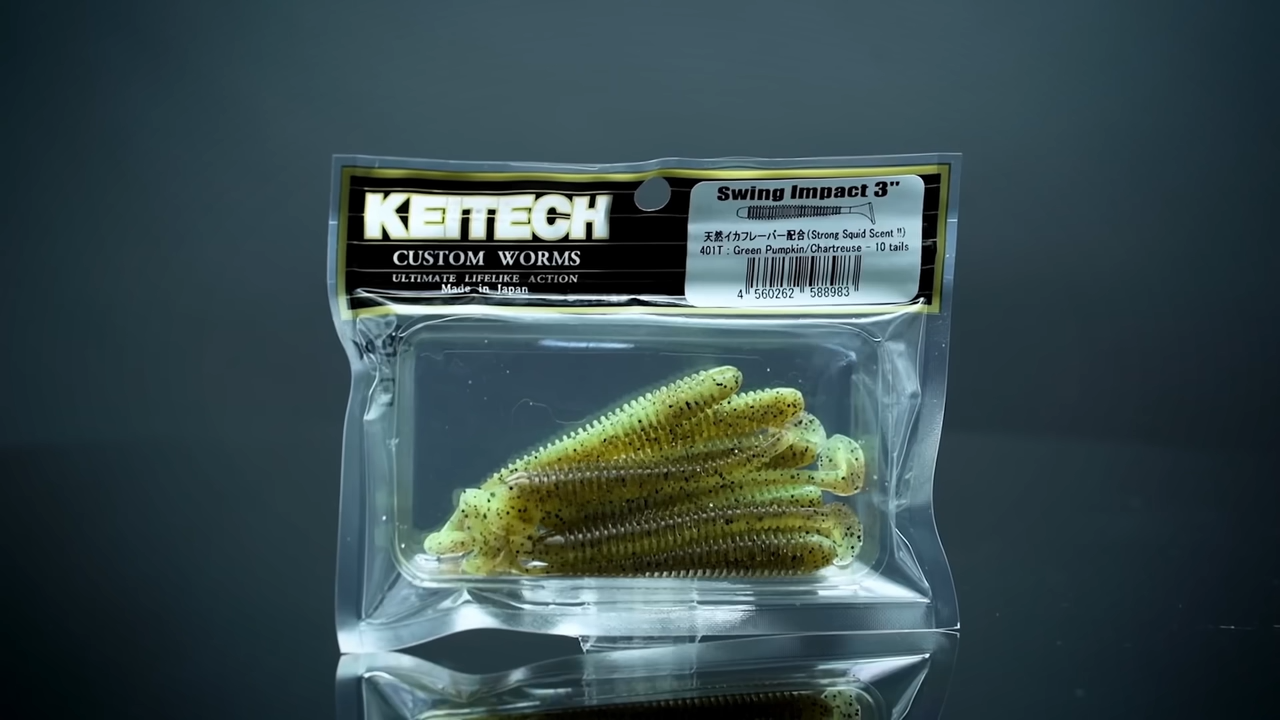 KEITECH
CUSTOM WORMS
ULTIMATE LIFELIKE ACTION
Made in Japan
Swing Impact 3"
天然イカフレーバー配合(Strong Squid Scent !!)
401T : Green Pumpkin/Chartreuse - 10 tails
4 560262 588983